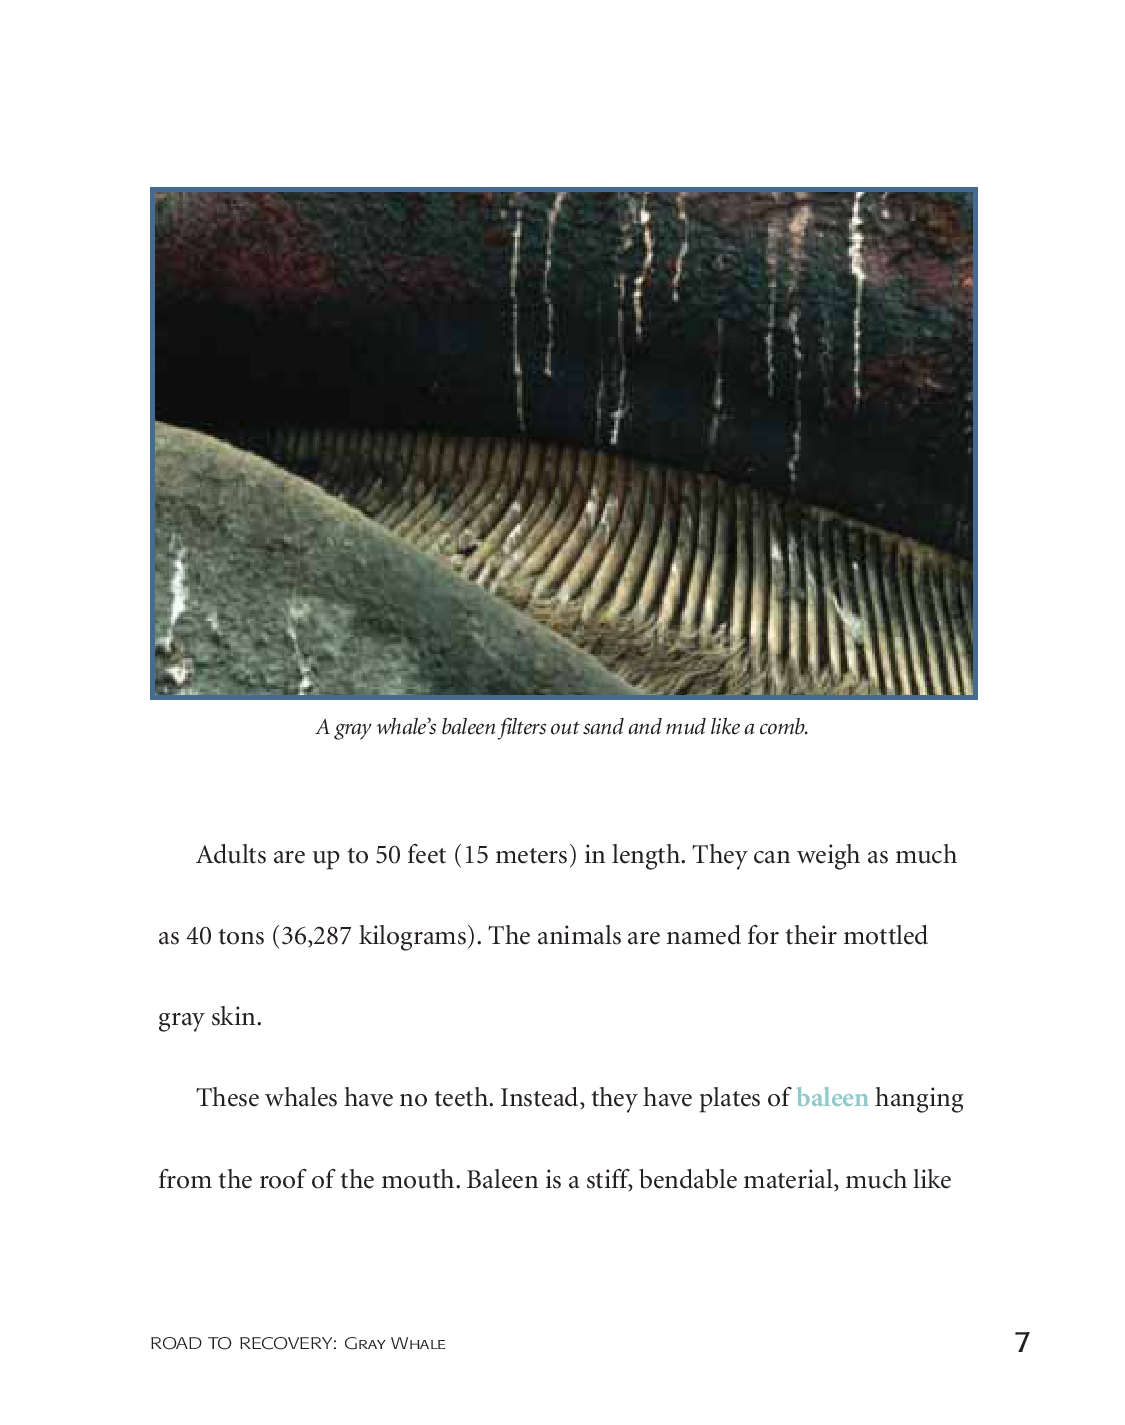 A gray whale’s baleen filters out sand and mud like a comb.
Adults are up to 50 feet (15 meters) in length. They can weigh as much
as 40 tons (36,287 kilograms). The animals are named for their mottled
gray skin.
These whales have no teeth. Instead, they have plates of baleen hanging
from the roof of the mouth. Baleen is a stiff, bendable material, much like
ROAD TO RECOVERY: Gray Whale
7